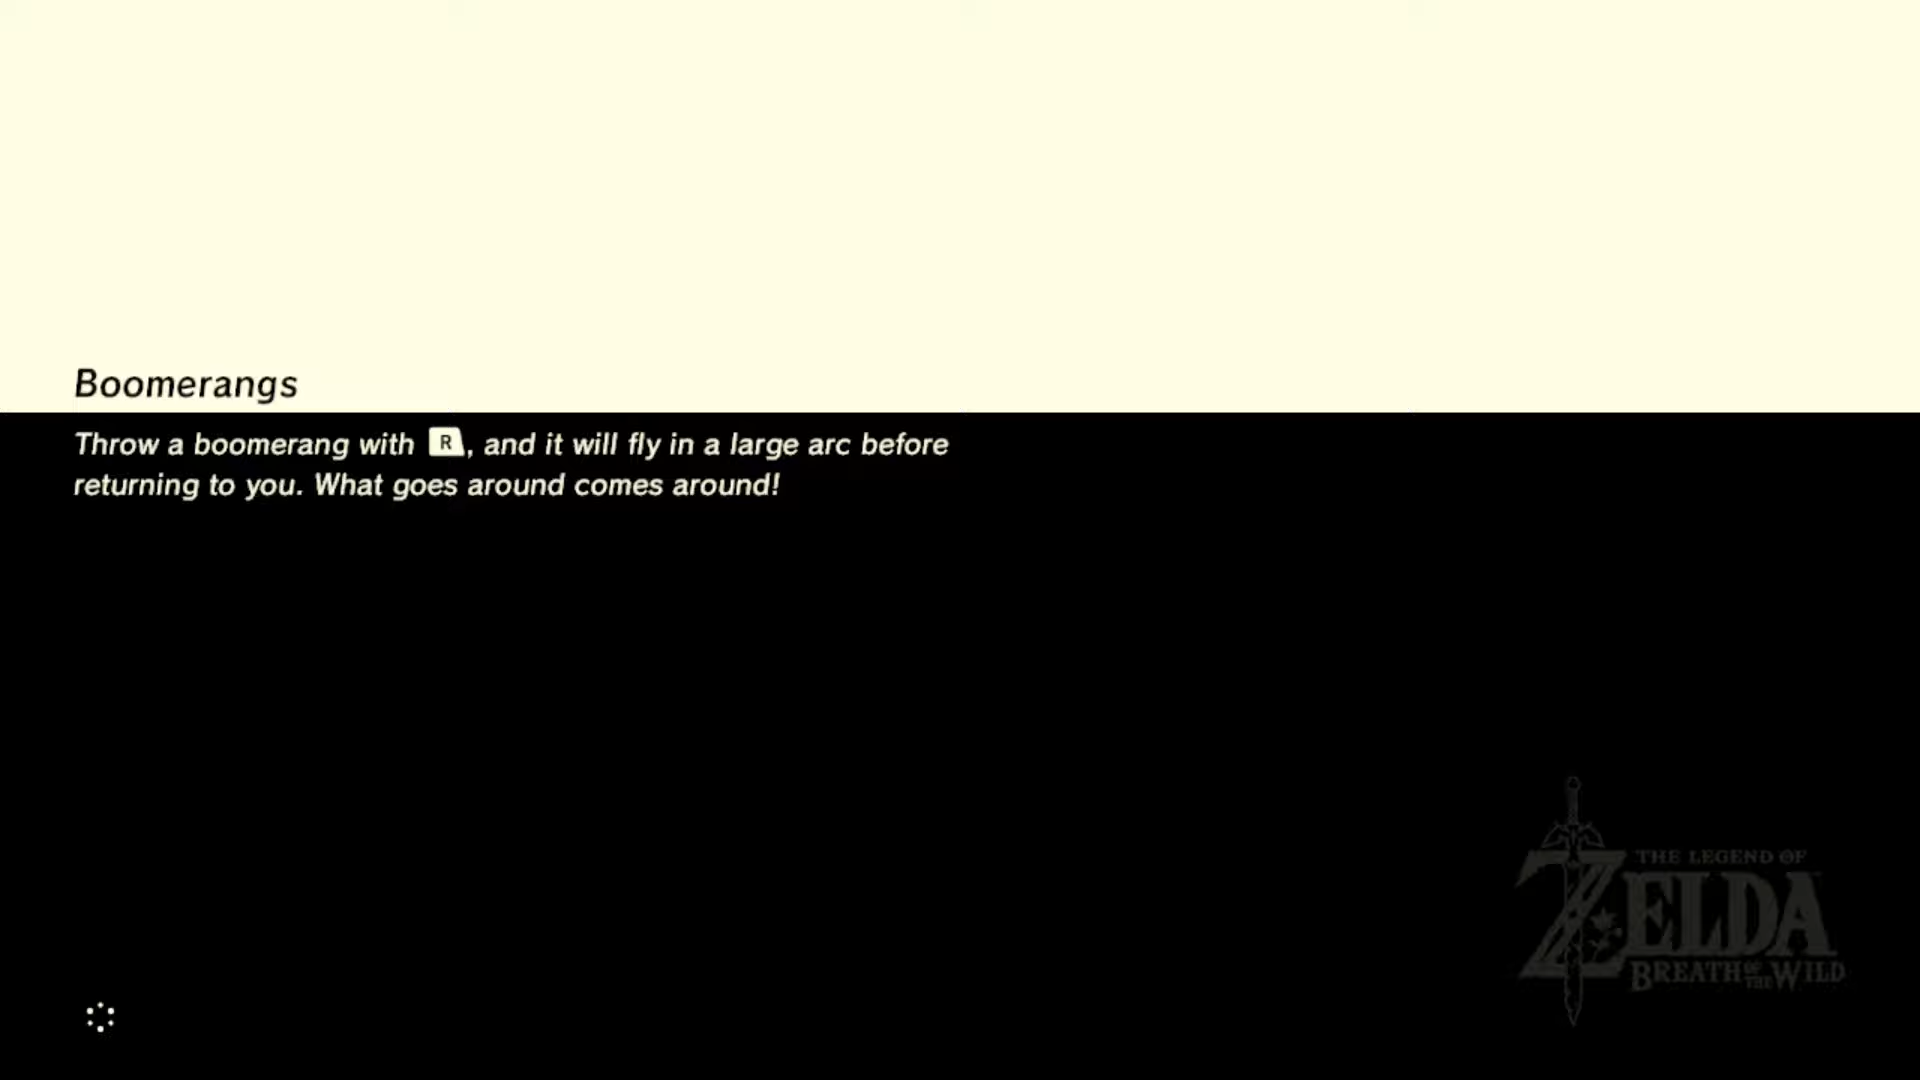 Boomerangs
Throw a boomerang with R, and it will fly in a large arc before
returning to you. What goes around comes around!
THE LEGEND OF
ZELDA
BREATH OF THE WILD